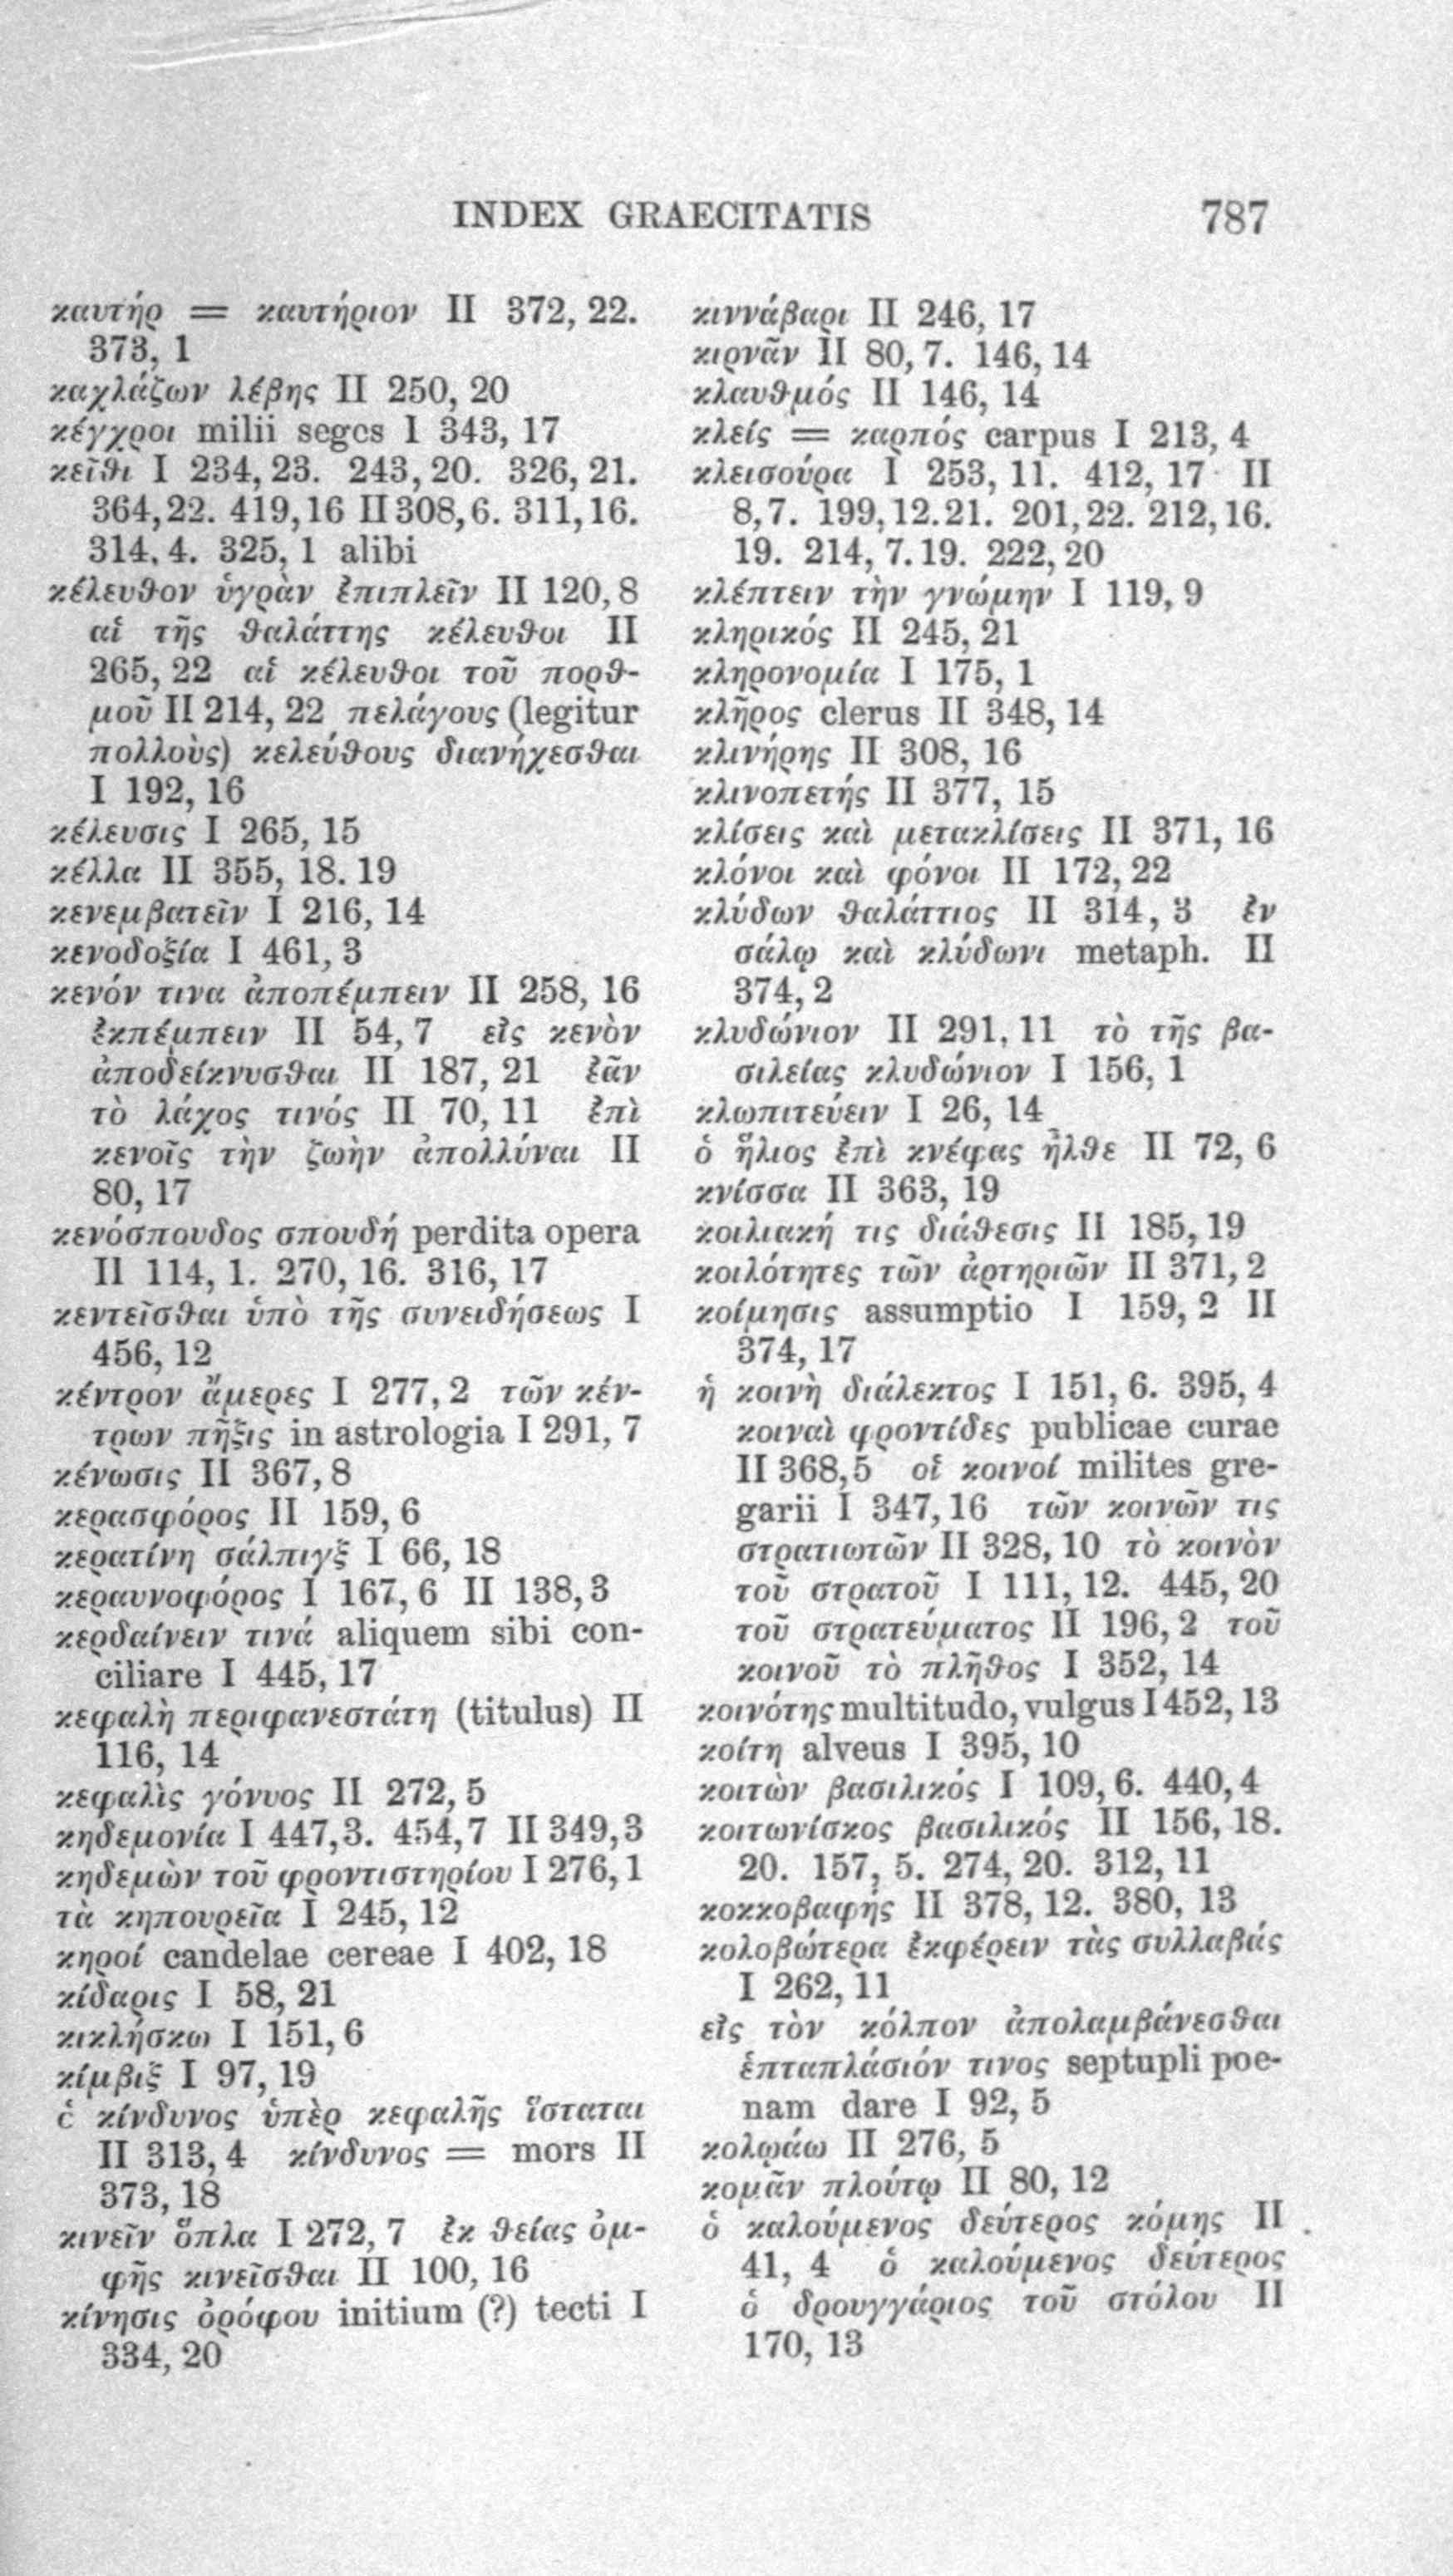 INDEX GRAECITATIS 787
καυτήρ = καυτήριον II 372, 22.
373, 1
καχλάζων λέβης II 250, 20
κέγχροι milii seges I 343, 17
κεῖθι I 234, 23. 243, 20. 326, 21.
364, 22. 419, 16 II 308, 6. 311, 16.
314. 4. 325, 1 alibi
κέλευθον ὑγρὰν ἐπιπλεῖν II 120, 8
αἱ τῆς θαλάττης κέλευθοι II
265, 22 αἱ κέλευθοι τοῦ πορθ-
μοῦ II 214, 22 πελάγους (legitur
πολλοὺς) κελεύθους διανήχεσθαι
I 192, 16
κέλευσις I 265, 15
κέλλα II 355, 18. 19
κενεμβατεῖν I 216, 14
κενοδοξία I 461, 3
κενόν τινα ἀποπέμπειν II 258, 16
ἐκπέμπειν II 54, 7 εἰς κενὸν
ἀποδείκνυσθαι II 187, 21 ἐᾶν
τὸ λάχος τινός II 70, 11 ἐπὶ
κενοῖς τὴν ζωὴν ἀπολλύναι II
80, 17
κενόσπουδος σπουδή perdita opera
II 114, 1. 270, 16. 316, 17
κεντεῖσθαι ὑπὸ τῆς συνειδήσεως I
456, 12
κέντρον ἄμερες I 277, 2 τῶν κέν-
τρων πῆξις in astrologia I 291, 7
κένωσις II 367, 8
κερασφόρος II 159, 6
κερατίνη σάλπιγξ I 66, 18
κεραυνοφόρος I 167, 6 II 138, 3
κερδαίνειν τινά aliquem sibi con-
ciliare I 445, 17
κεφαλὴ περιφανεστάτη (titulus) II
116, 14
κεφαλὶς γόνυος II 272, 5
κηδεμονία I 447, 3. 454, 7 II 349, 3
κηδεμὼν τοῦ φροντιστηρίου I 276, 1
τὰ κηπουρεῖα I 245, 12
κηροί candelae cereae I 402, 18
κίδαρις I 58, 21
κικλήσκω I 151, 6
κίμβιξ I 97, 19
ὁ κίνδυνος ὑπὲρ κεφαλῆς ἵσταται
II 313, 4 κίνδυνος = mors II
373, 18
κινεῖν ὅπλα I 272, 7 ἐκ θείας ὀμ-
φῆς κινεῖσθαι II 100, 16
κίνησις ὀρόφου initium (?) tecti I
334, 20
κιννάβαρι II 246, 17
κιρνᾶν II 80, 7. 146, 14
κλαυθμός II 146, 14
κλείς = καρπός carpus I 213, 4
κλεισούρα I 253, 11. 412, 17 II
8, 7. 199, 12. 21. 201, 22. 212, 16.
19. 214, 7. 19. 222, 20
κλέπτειν τὴν γνώμην I 119, 9
κληρικός II 245, 21
κληρονομία I 175, 1
κλῆρος clerus II 348, 14
κλινήρης II 308, 16
κλινοπετής II 377, 15
κλίσεις καὶ μετακλίσεις II 371, 16
κλόνοι καὶ φόνοι II 172, 22
κλύδων θαλάττιος II 314, 3 ἐν
σάλῳ καὶ κλύδωνι metaph. II
374, 2
κλυδώνιον II 291, 11 τὸ τῆς βα-
σιλείας κλυδώνιον I 156, 1
κλωπιτεύειν I 26, 14
ὁ ἥλιος ἐπὶ κνέφας ἦλθε II 72, 6
κνίσσα II 363, 19
κοιλιακή τις διάθεσις II 185, 19
κοιλότητες τῶν ἀρτηριῶν II 371, 2
κοίμησις assumptio I 159, 2 II
374, 17
ἡ κοινὴ διάλεκτος I 151, 6. 395, 4
κοιναὶ φροντίδες publicae curae
II 368, 5 οἱ κοινοί milites gre-
garii I 347, 16 τῶν κοινῶν τις
στρατιωτῶν II 328, 10 τὸ κοινὸν
τοῦ στρατοῦ I 111, 12. 445, 20
τοῦ στρατεύματος II 196, 2 τοῦ
κοινοῦ τὸ πλῆθος I 352, 14
κοινότης multitudo, vulgus I 452, 13
κοίτη alveus I 395, 10
κοιτὼν βασιλικός I 109, 6. 440, 4
κοιτωνίσκος βασιλικός II 156, 18.
20. 157, 5. 274, 20. 312, 11
κοκκοβαφής II 378, 12. 380, 13
κολοβώτερα ἐκφέρειν τὰς συλλαβάς
I 262, 11
εἰς τὸν κόλπον ἀπολαμβάνεσθαι
ἑπταπλάσιόν τινος septupli poe-
nam dare I 92, 5
κολῳάω II 276, 5
κομᾶν πλούτῳ II 80, 12
ὁ καλούμενος δεύτερος κόμης II
41, 4 ὁ καλούμενος δεύτερος
ὁ δρουγγάριος τοῦ στόλου II
170, 13